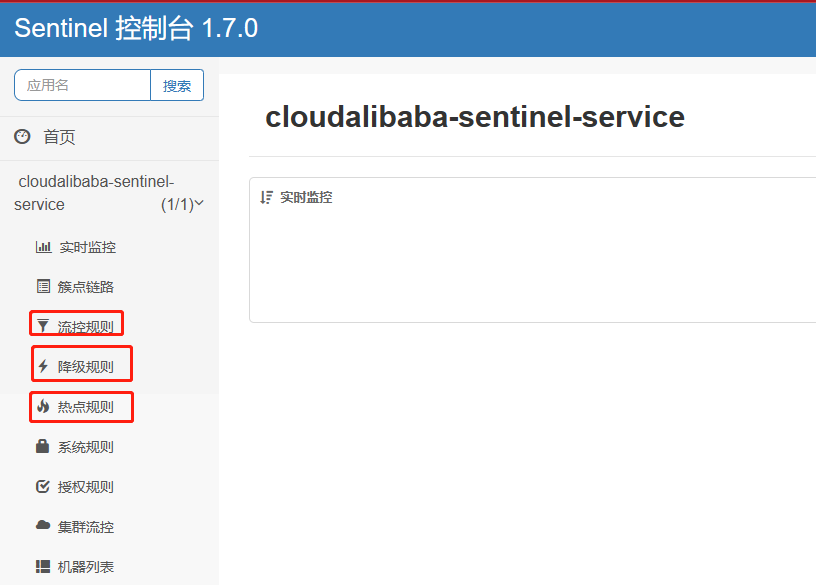 Sentinel 控制台 1.7.0
应用名
搜索
首页
cloudalibaba-sentinel-
service (1/1)
实时监控
簇点链路
流控规则
降级规则
热点规则
系统规则
授权规则
集群流控
机器列表
cloudalibaba-sentinel-service
实时监控